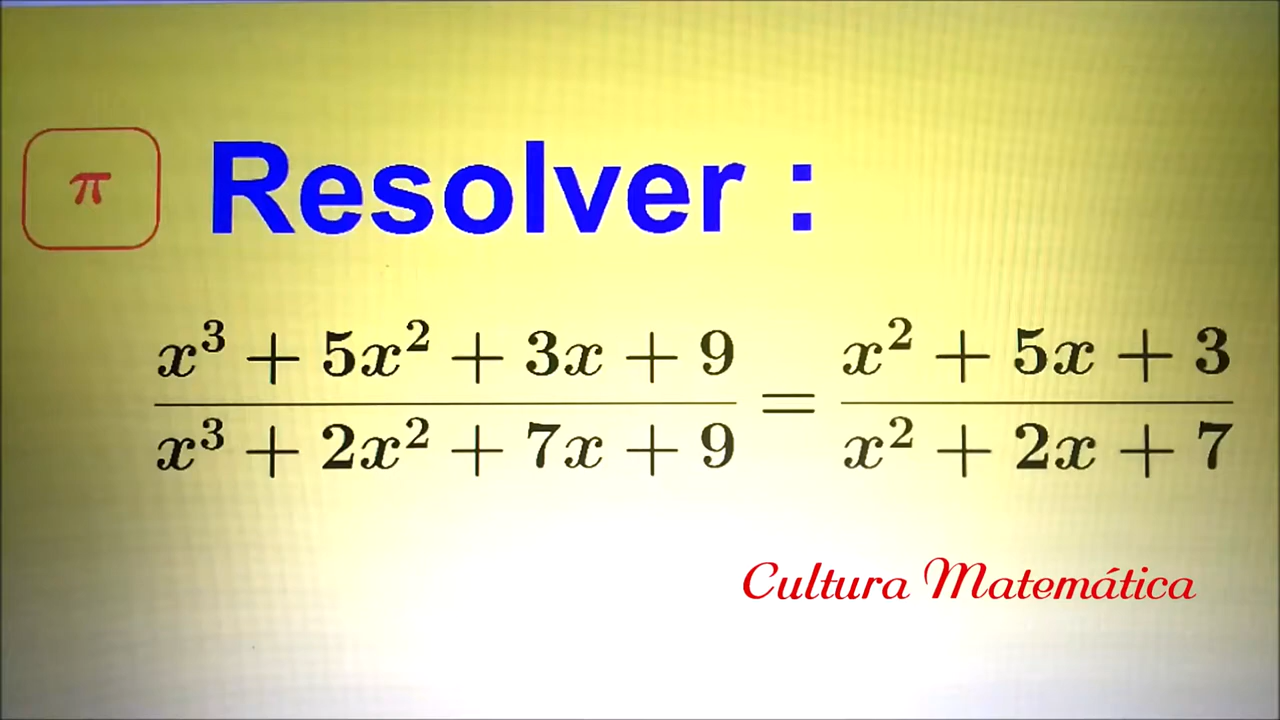 π Resolver :
x³ + 5x² + 3x + 9 / x³ + 2x² + 7x + 9 = x² + 5x + 3 / x² + 2x + 7
Cultura Matemática